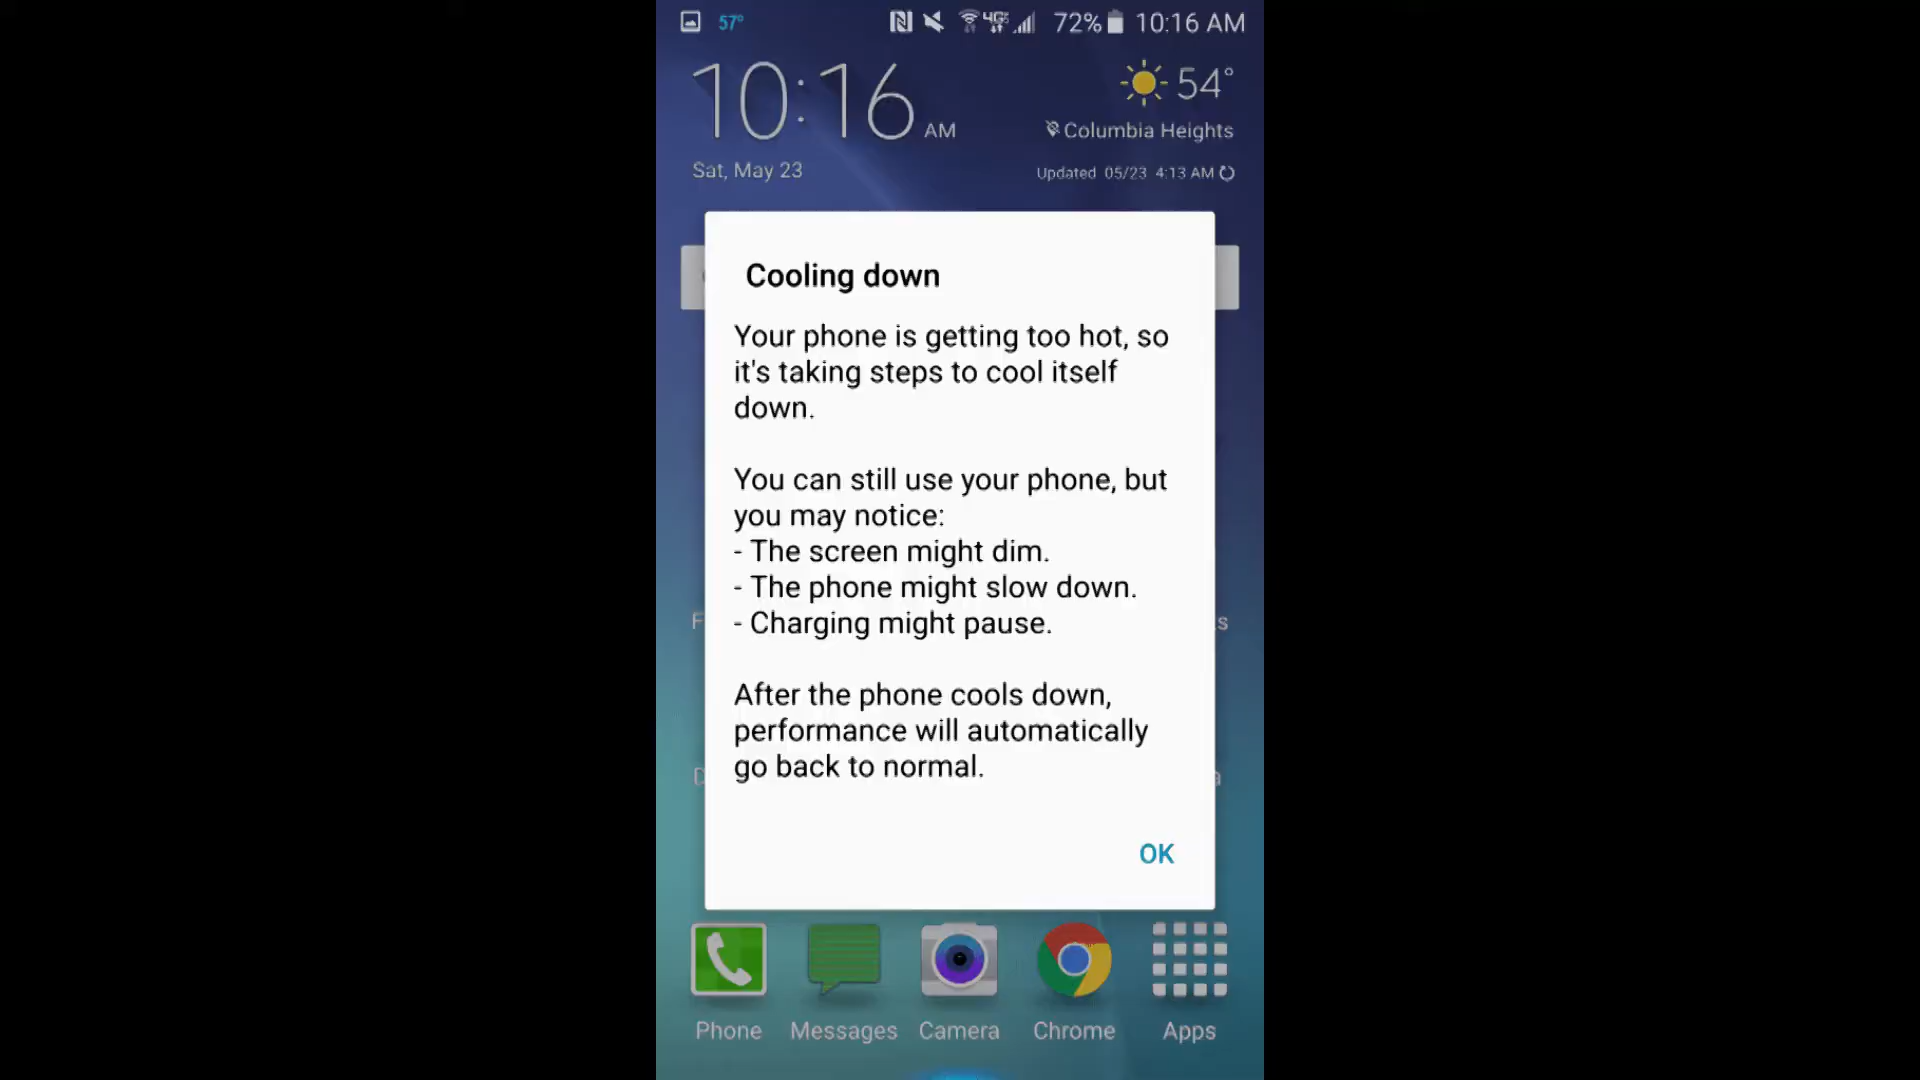 57° 72% 10:16 AM
10:16 AM
54°
Columbia Heights
Sat, May 23
Updated 05/23 4:13 AM
Cooling down
Your phone is getting too hot, so
it's taking steps to cool itself
down.
You can still use your phone, but
you may notice:
- The screen might dim.
- The phone might slow down.
- Charging might pause.
After the phone cools down,
performance will automatically
go back to normal.
OK
Phone Messages Camera Chrome Apps